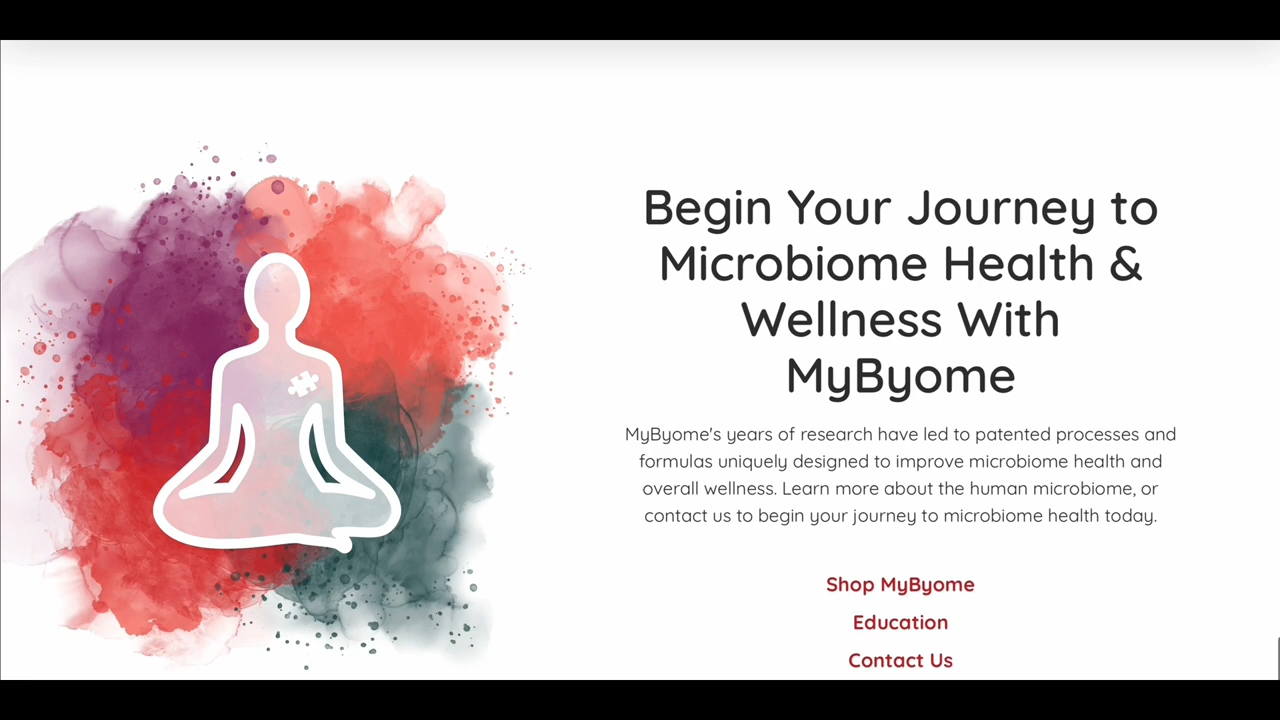 Begin Your Journey to
Microbiome Health &
Wellness With
MyByome
MyByome's years of research have led to patented processes and
formulas uniquely designed to improve microbiome health and
overall wellness. Learn more about the human microbiome, or
contact us to begin your journey to microbiome health today.
Shop MyByome
Education
Contact Us